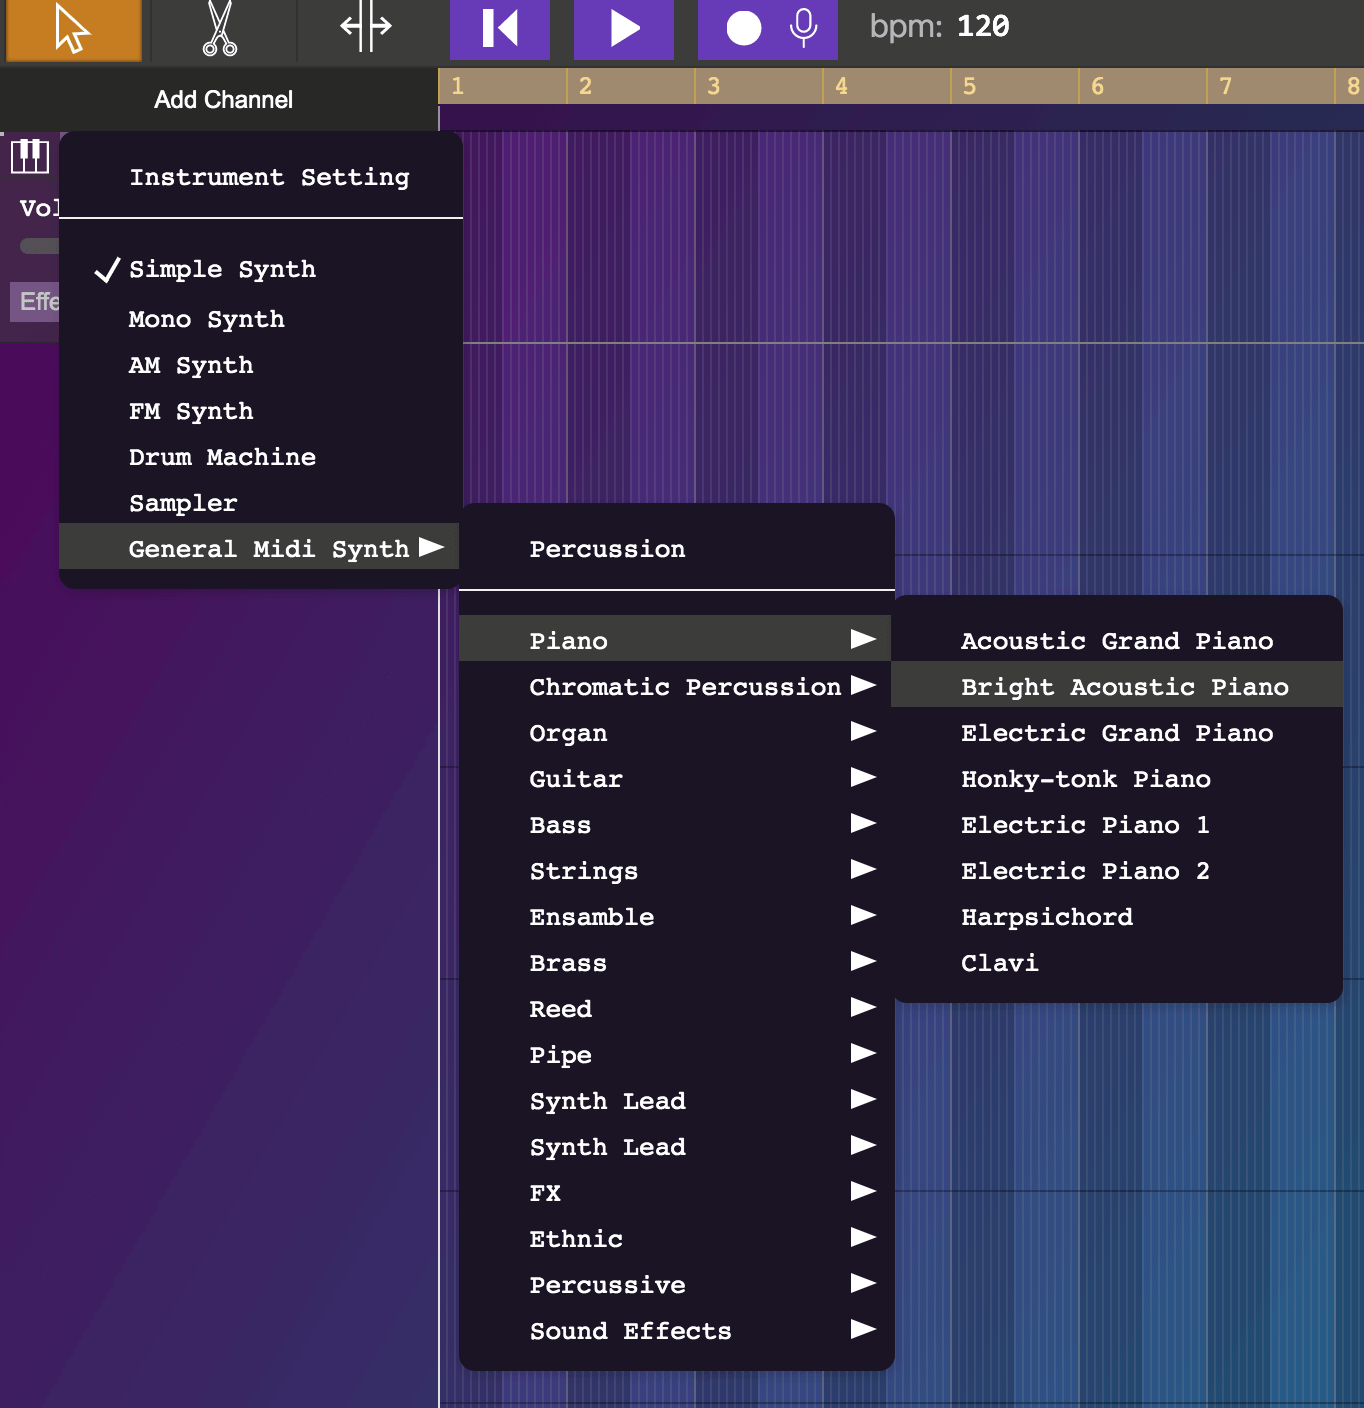 bpm: 120
Add Channel
1 2 3 4 5 6 7 8
Instrument Setting
Vol
Simple Synth
Effe
Mono Synth
AM Synth
FM Synth
Drum Machine
Sampler
General Midi Synth
Percussion
Piano
Chromatic Percussion
Organ
Guitar
Bass
Strings
Ensamble
Brass
Reed
Pipe
Synth Lead
Synth Lead
FX
Ethnic
Percussive
Sound Effects
Acoustic Grand Piano
Bright Acoustic Piano
Electric Grand Piano
Honky-tonk Piano
Electric Piano 1
Electric Piano 2
Harpsichord
Clavi